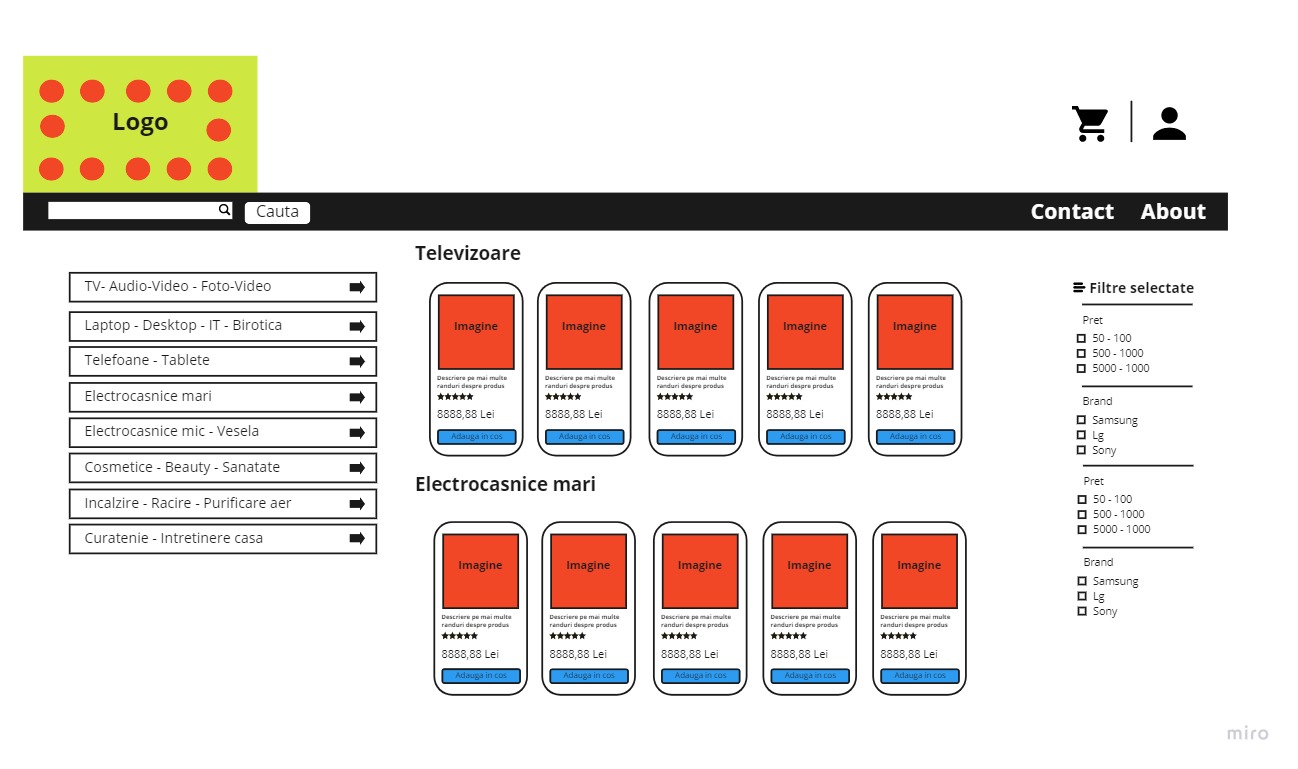 Logo
Cauta
Contact
About
TV- Audio-Video - Foto-Video
Laptop - Desktop - IT - Birotica
Telefoane - Tablete
Electrocasnice mari
Electrocasnice mic - Vesela
Cosmetice - Beauty - Sanatate
Incalzire - Racire - Purificare aer
Curatenie - Intretinere casa
Televizoare
Imagine
Descriere pe mai multe
randuri despre produs
8888,88 Lei
Adauga in cos
Imagine
Descriere pe mai multe
randuri despre produs
8888,88 Lei
Adauga in cos
Imagine
Descriere pe mai multe
randuri despre produs
8888,88 Lei
Adauga in cos
Imagine
Descriere pe mai multe
randuri despre produs
8888,88 Lei
Adauga in cos
Imagine
Descriere pe mai multe
randuri despre produs
8888,88 Lei
Adauga in cos
Electrocasnice mari
Imagine
Descriere pe mai multe
randuri despre produs
8888,88 Lei
Adauga in cos
Imagine
Descriere pe mai multe
randuri despre produs
8888,88 Lei
Adauga in cos
Imagine
Descriere pe mai multe
randuri despre produs
8888,88 Lei
Adauga in cos
Imagine
Descriere pe mai multe
randuri despre produs
8888,88 Lei
Adauga in cos
Imagine
Descriere pe mai multe
randuri despre produs
8888,88 Lei
Adauga in cos
Filtre selectate
Pret
50 - 100
500 - 1000
5000 - 1000
Brand
Samsung
Lg
Sony
Pret
50 - 100
500 - 1000
5000 - 1000
Brand
Samsung
Lg
Sony
miro